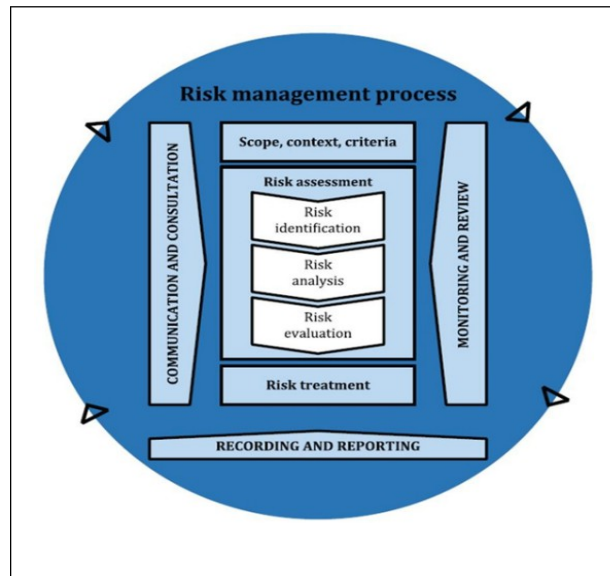 Risk management process
Scope, context, criteria
Risk assessment
Risk
identification
Risk
analysis
Risk
evaluation
Risk treatment
COMMUNICATION AND CONSULTATION
MONITORING AND REVIEW
RECORDING AND REPORTING